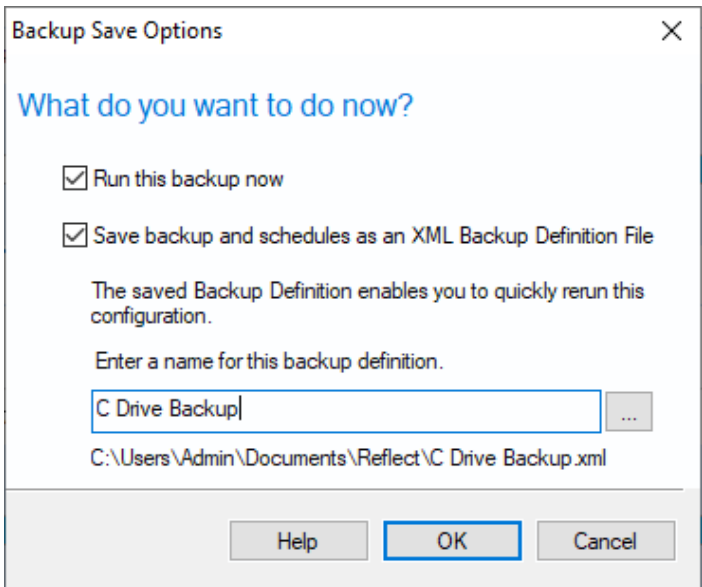 Backup Save Options
What do you want to do now?
Run this backup now
Save backup and schedules as an XML Backup Definition File
The saved Backup Definition enables you to quickly rerun this
configuration.
Enter a name for this backup definition.
C Drive Backup
...
C:\Users\Admin\Documents\Reflect\C Drive Backup.xml
Help
OK
Cancel